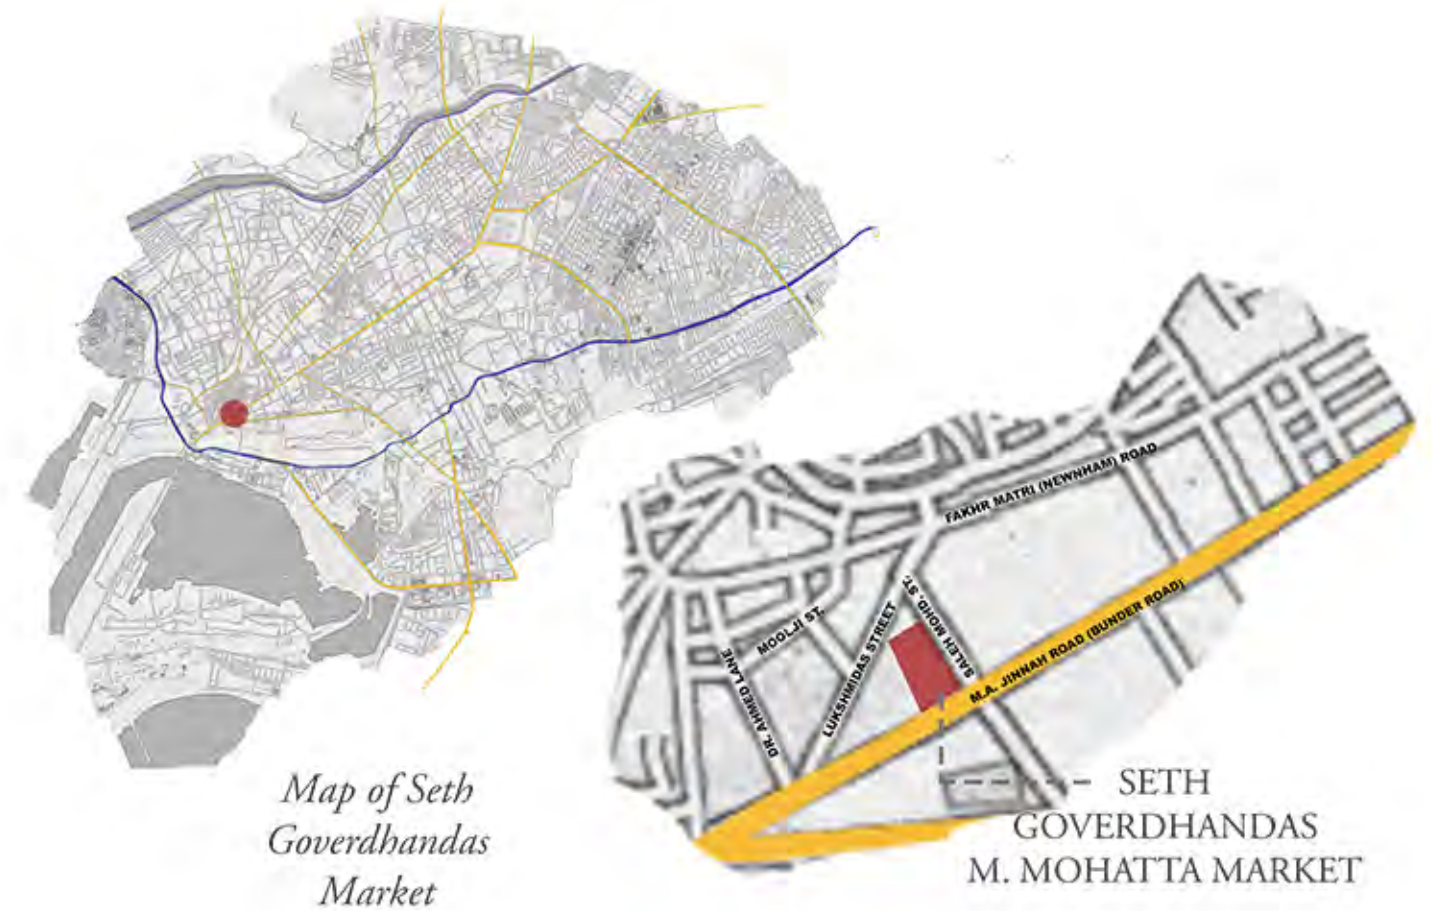 FAKHR MATRI (NEWNHAM) ROAD
SALEH MOHD. ST.
MOOLJI ST.
LUKSHMIDAS STREET
DR. AHMED LANE
M.A. JINNAH ROAD (BUNDER ROAD)
Map of Seth
Goverdhandas
Market
SETH
GOVERDHANDAS
M. MOHATTA MARKET